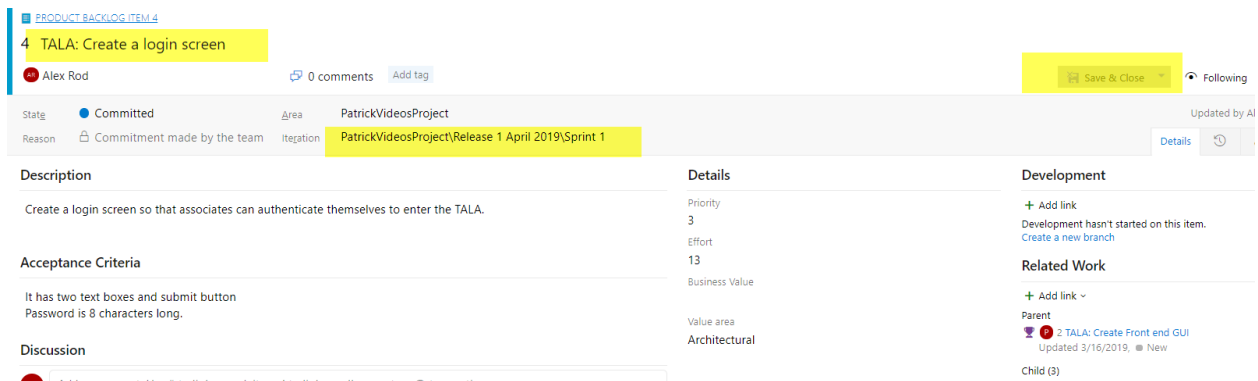 PRODUCT BACKLOG ITEM 4
4 TALA: Create a login screen
AR Alex Rod 0 comments Add tag Save & Close Following
State Committed Area PatrickVideosProject Updated by Al
Reason Commitment made by the team Iteration PatrickVideosProject\Release 1 April 2019\Sprint 1
Details
Description
Create a login screen so that associates can authenticate themselves to enter the TALA.
Acceptance Criteria
It has two text boxes and submit button
Password is 8 characters long.
Discussion
Details
Priority
3
Effort
13
Business Value
Value area
Architectural
Development
+ Add link
Development hasn't started on this item.
Create a new branch
Related Work
+ Add link
Parent
P 2 TALA: Create Front end GUI
Updated 3/16/2019, New
Child (3)